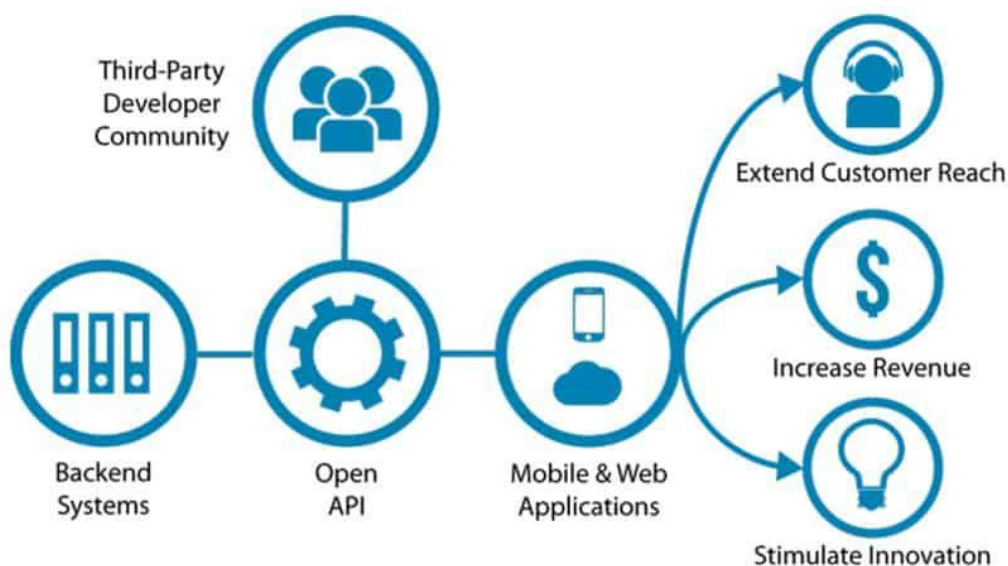 Third-Party
Developer
Community
Extend Customer Reach
Increase Revenue
Backend
Systems
Open
API
Mobile & Web
Applications
Stimulate Innovation